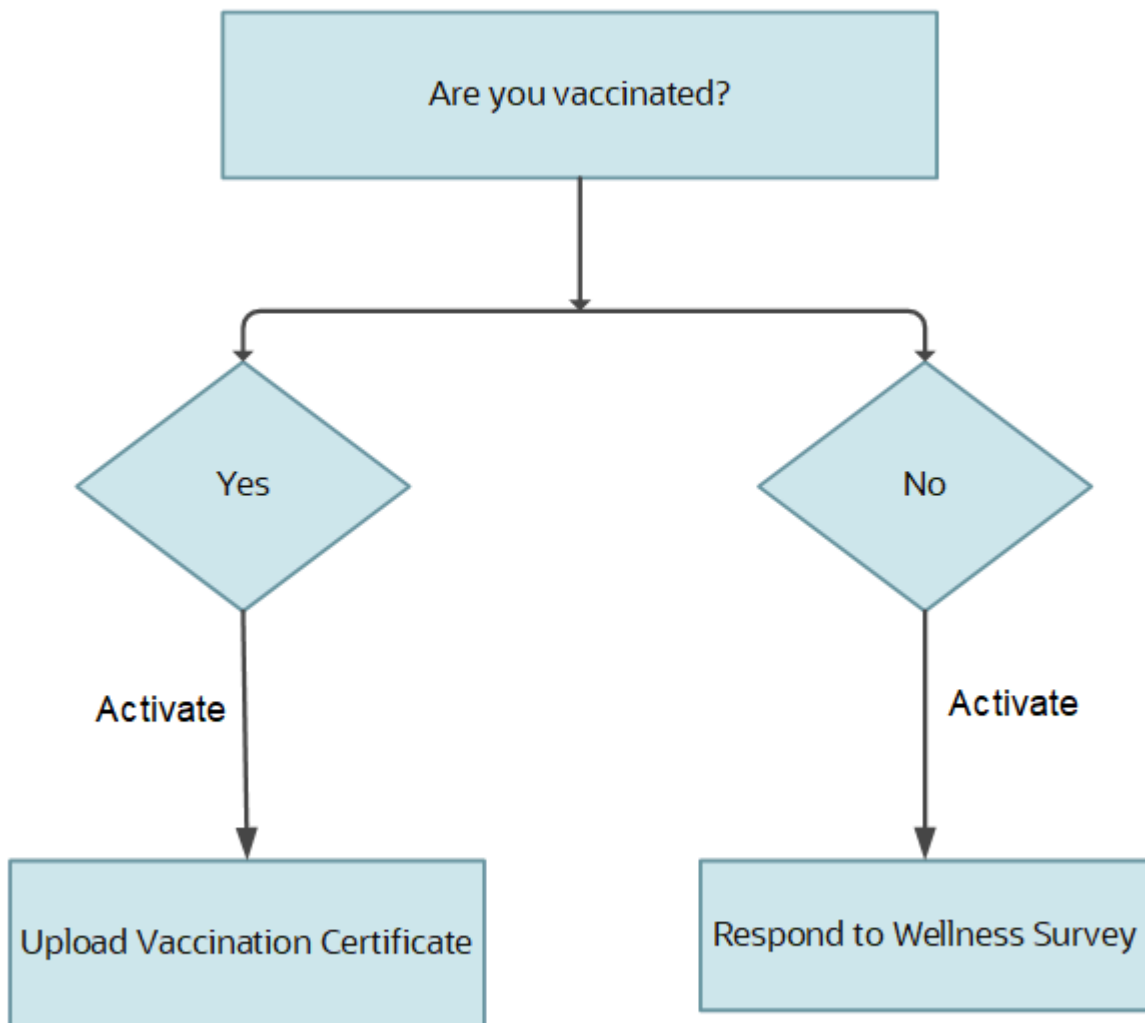 Are you vaccinated?
Yes
No
Activate
Activate
Upload Vaccination Certificate
Respond to Wellness Survey